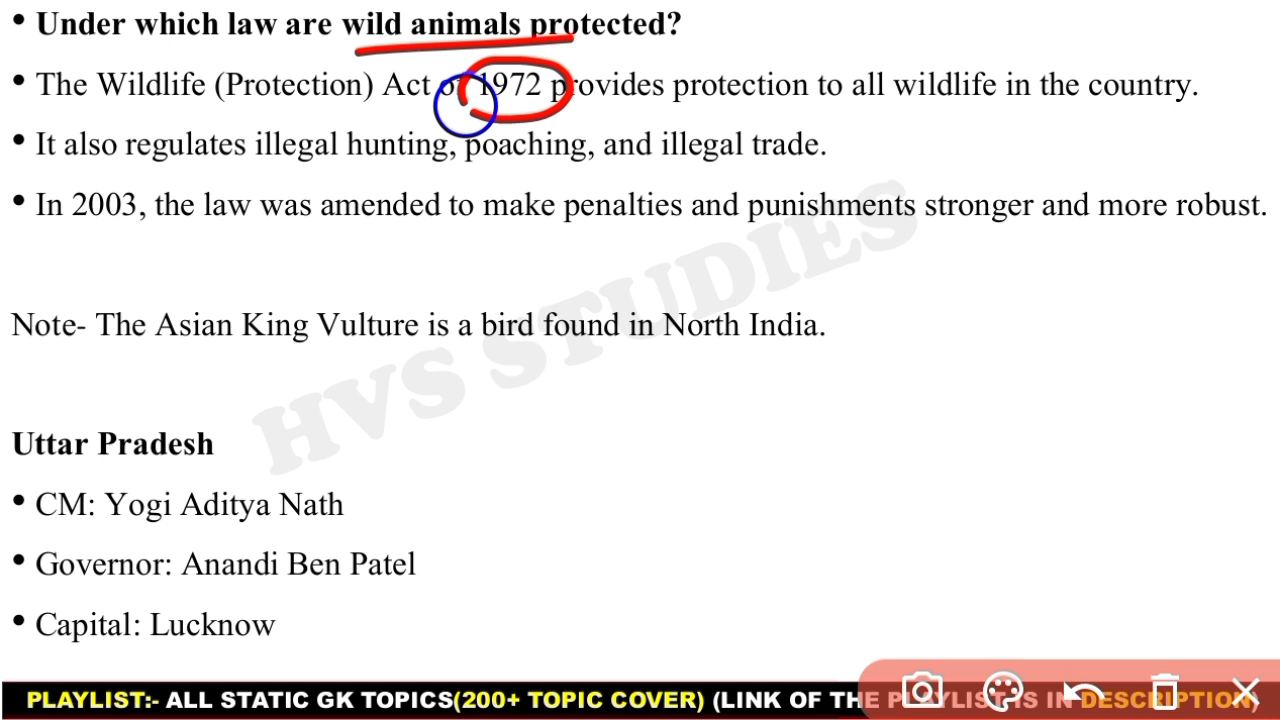 • Under which law are wild animals protected?
• The Wildlife (Protection) Act of 1972 provides protection to all wildlife in the country.
• It also regulates illegal hunting, poaching, and illegal trade.
• In 2003, the law was amended to make penalties and punishments stronger and more robust.
HVS STUDIES
Note- The Asian King Vulture is a bird found in North India.
Uttar Pradesh
• CM: Yogi Aditya Nath
• Governor: Anandi Ben Patel
• Capital: Lucknow
PLAYLIST:- ALL STATIC GK TOPICS(200+ TOPIC COVER) (LINK OF THE PLAYLIST IS IN DESCRIPTION)